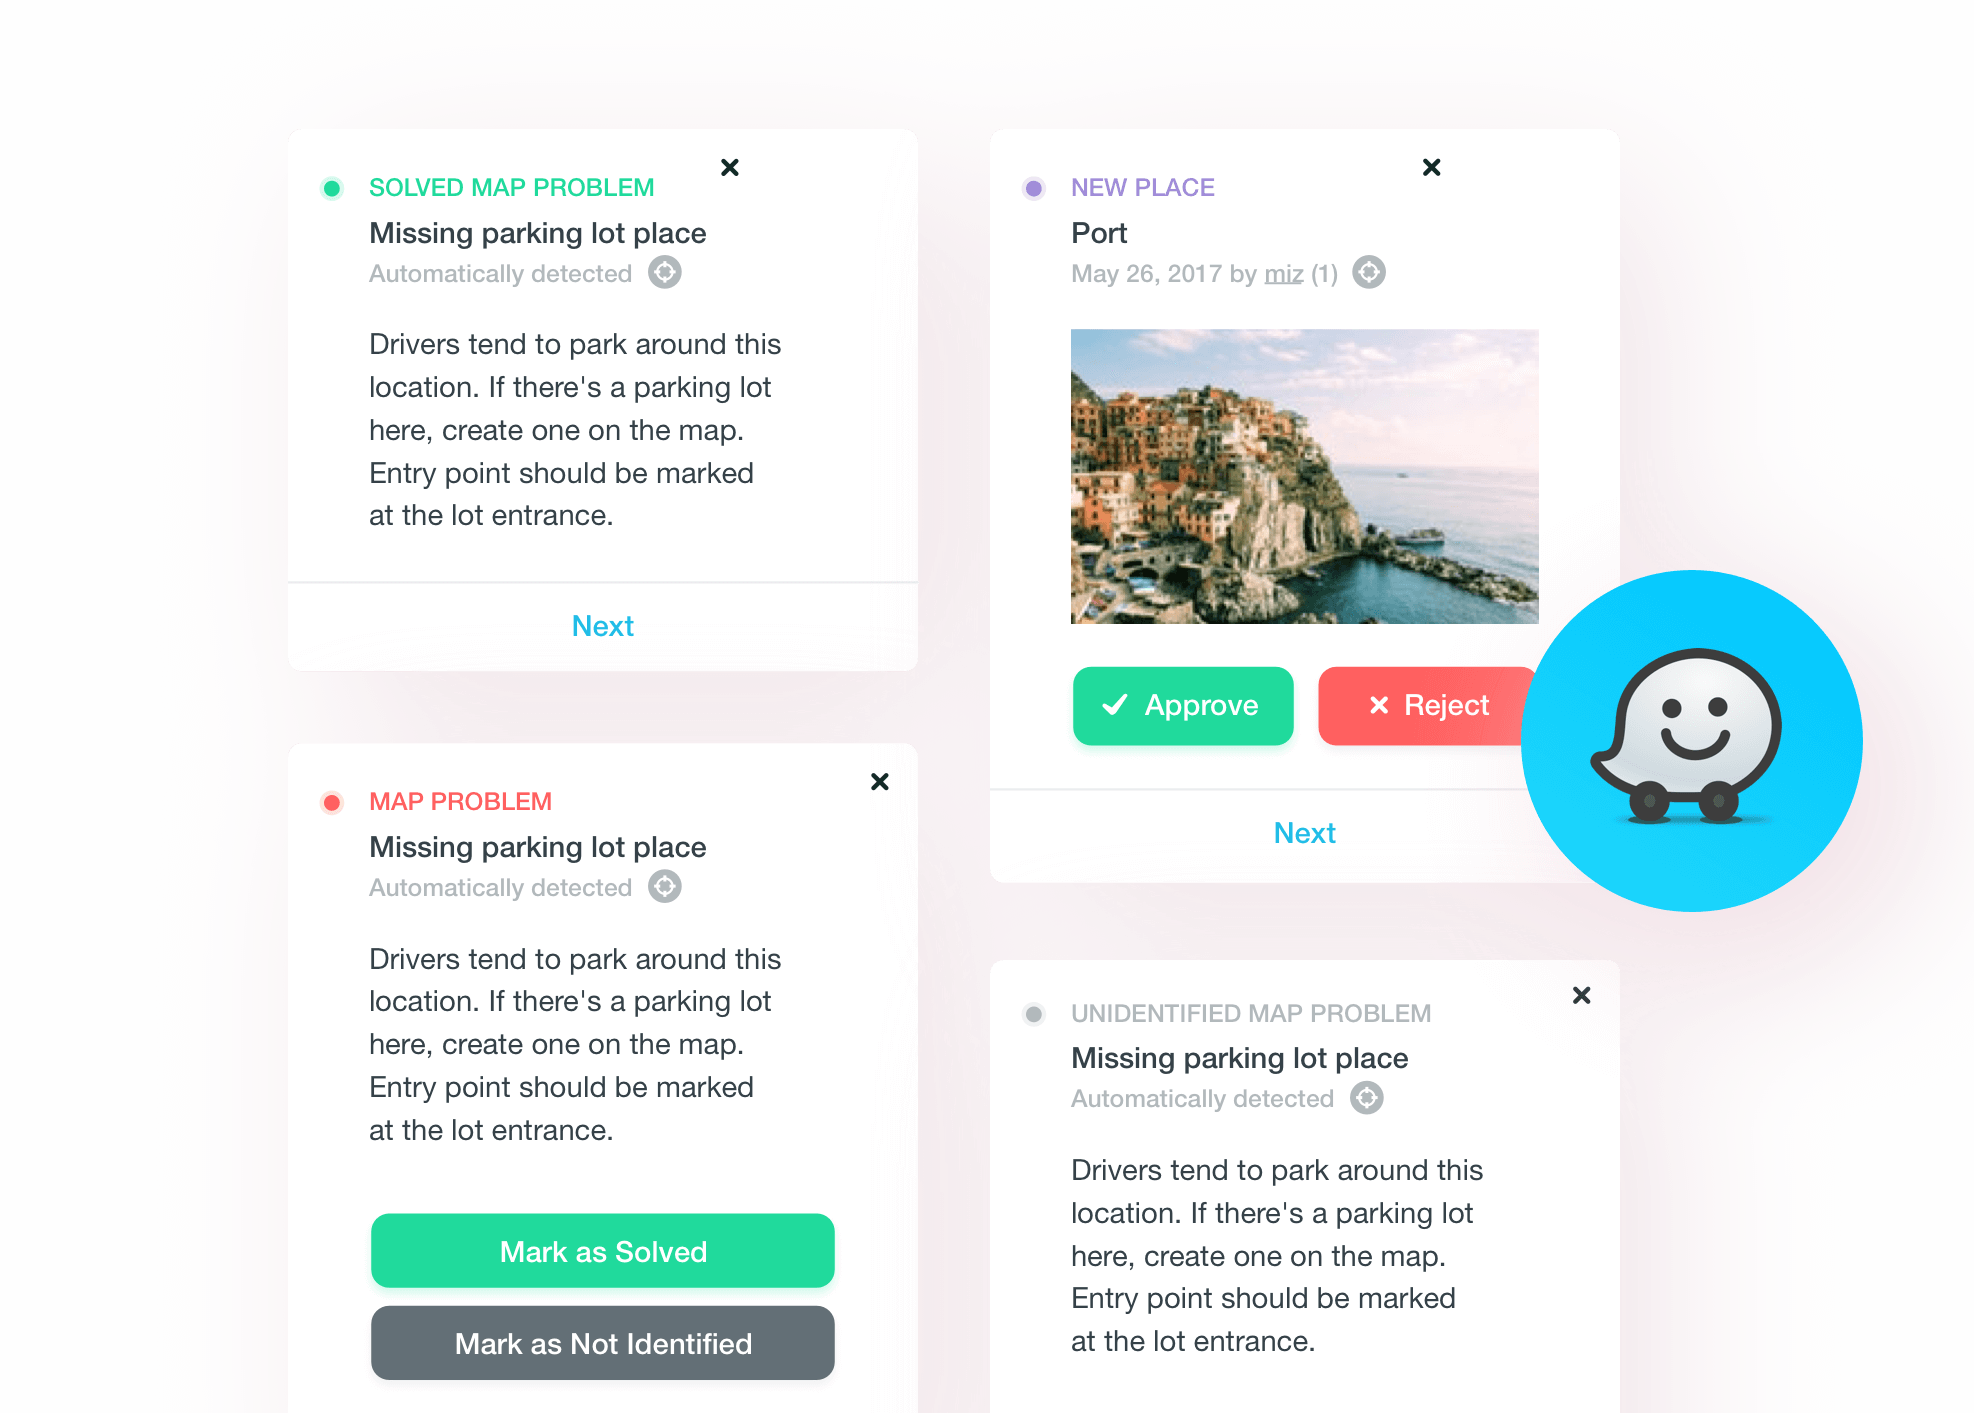 SOLVED MAP PROBLEM
Missing parking lot place
Automatically detected
Drivers tend to park around this
location. If there's a parking lot
here, create one on the map.
Entry point should be marked
at the lot entrance.
Next
MAP PROBLEM
Missing parking lot place
Automatically detected
Drivers tend to park around this
location. If there's a parking lot
here, create one on the map.
Entry point should be marked
at the lot entrance.
Mark as Solved
Mark as Not Identified
NEW PLACE
Port
May 26, 2017 by miz (1)
Approve
Reject
Next
UNIDENTIFIED MAP PROBLEM
Missing parking lot place
Automatically detected
Drivers tend to park around this
location. If there's a parking lot
here, create one on the map.
Entry point should be marked
at the lot entrance.